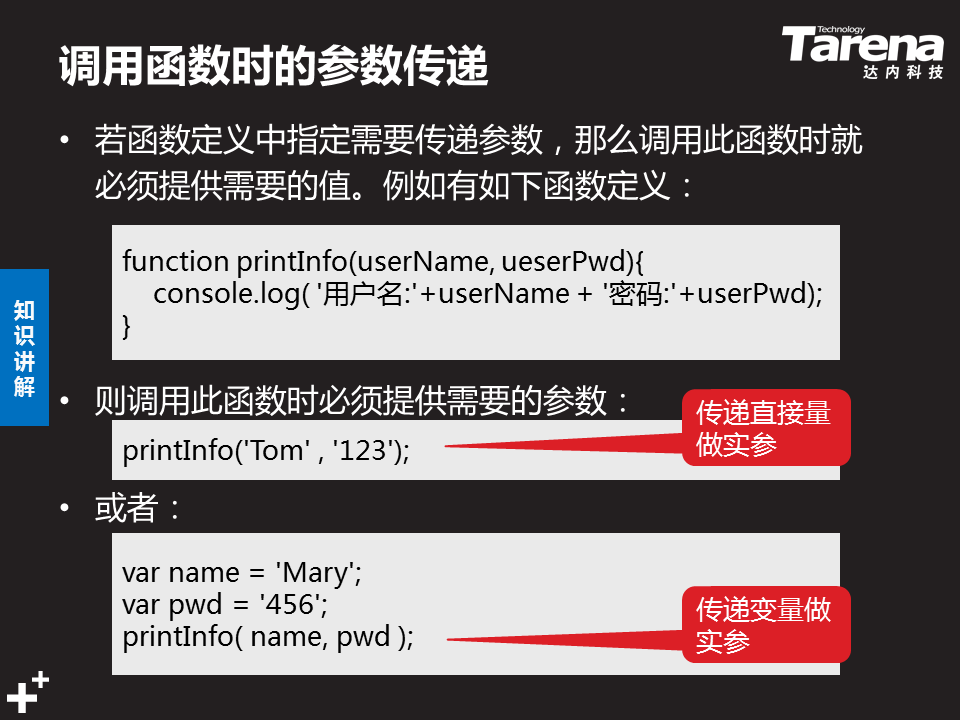 调用函数时的参数传递
Technology
Tarena
达内科技
• 若函数定义中指定需要传递参数，那么调用此函数时就
必须提供需要的值。例如有如下函数定义：
function printInfo(userName, ueserPwd){
console.log( '用户名:'+userName + '密码:'+userPwd);
}
知识讲解
• 则调用此函数时必须提供需要的参数：
传递直接量
做实参
printInfo('Tom' , '123');
• 或者：
var name = 'Mary';
var pwd = '456';
printInfo( name, pwd );
传递变量做
实参